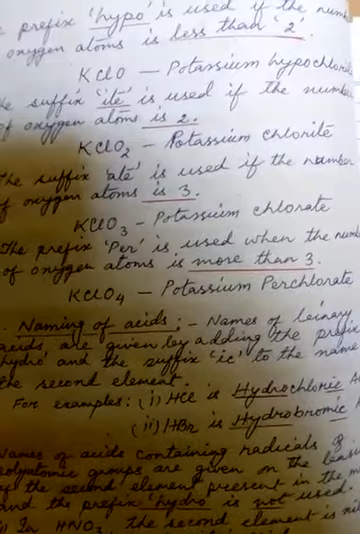 prefix 'hypo' is used if the
oxygen atoms is less than '2'.
KClO — Potassium
the suffix 'ite' is used if the number
of oxygen atoms is 2.
KClO2 – Potassium chlorite
The suffix 'ate' is used if the number
of oxygen atoms is 3.
KClO3 – Potassium chlorate
The prefix 'Per' is used when the
of oxygen atoms is more than 3.
KClO4 – Potassium Perchlorate
Naming of acids :– Names of binary
acids are given by adding the prefix
'hydro' and the suffix 'ic' to the name
the second element.
For examples : (i) HCl is Hydrochloric
(ii) HBr is Hydrobromic
Names of acids containing radicals
polyatomic groups are given on the
of the second element present in the
and the prefix 'hydro' is not used.
In HNO3, the second element is